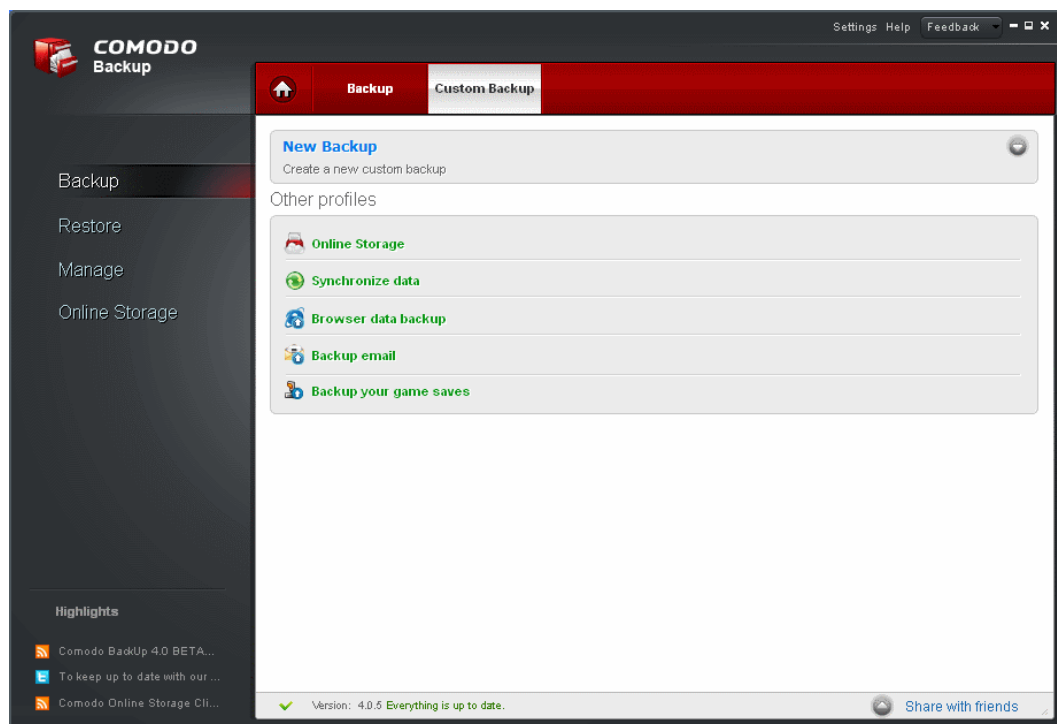 Settings Help Feedback
COMODO
Backup
Backup Custom Backup
New Backup
Create a new custom backup
Other profiles
Online Storage
Synchronize data
Browser data backup
Backup email
Backup your game saves
Backup
Restore
Manage
Online Storage
Highlights
Comodo BackUp 4.0 BETA...
To keep up to date with our ...
Comodo Online Storage Cli...
Version: 4.0.5 Everything is up to date.
Share with friends